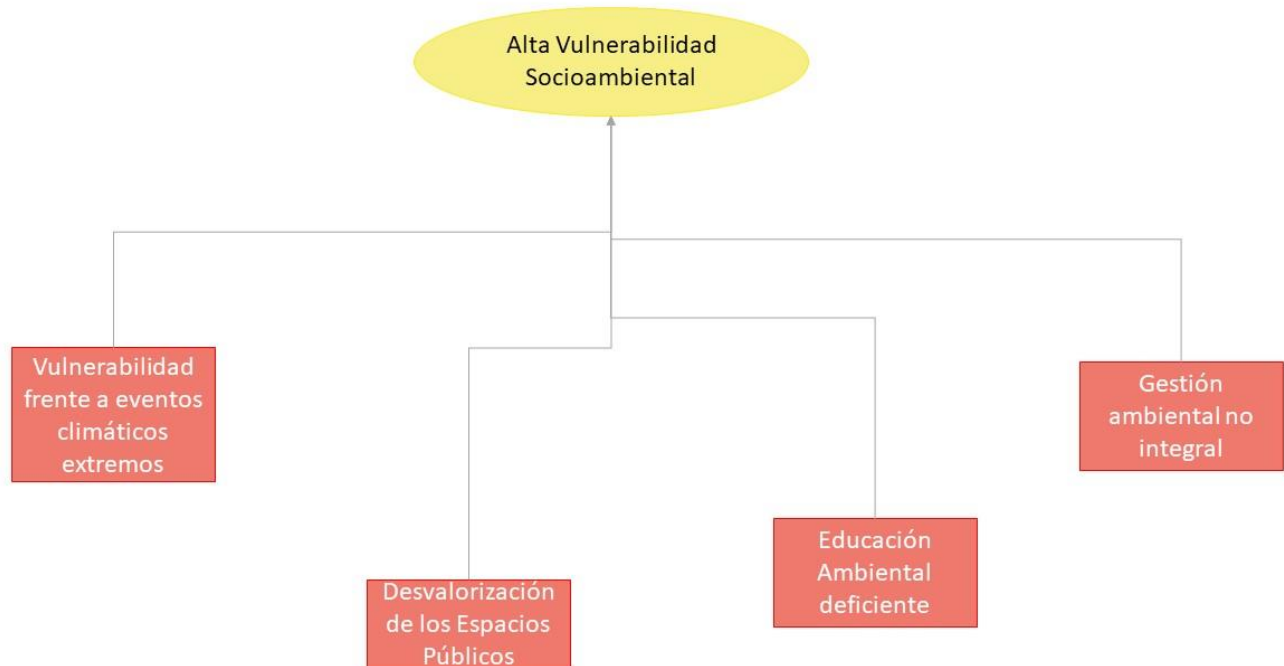 Alta Vulnerabilidad
Socioambiental
Vulnerabilidad
frente a eventos
climáticos
extremos
Gestión
ambiental no
integral
Educación
Ambiental
deficiente
Desvalorización
de los Espacios
Públicos